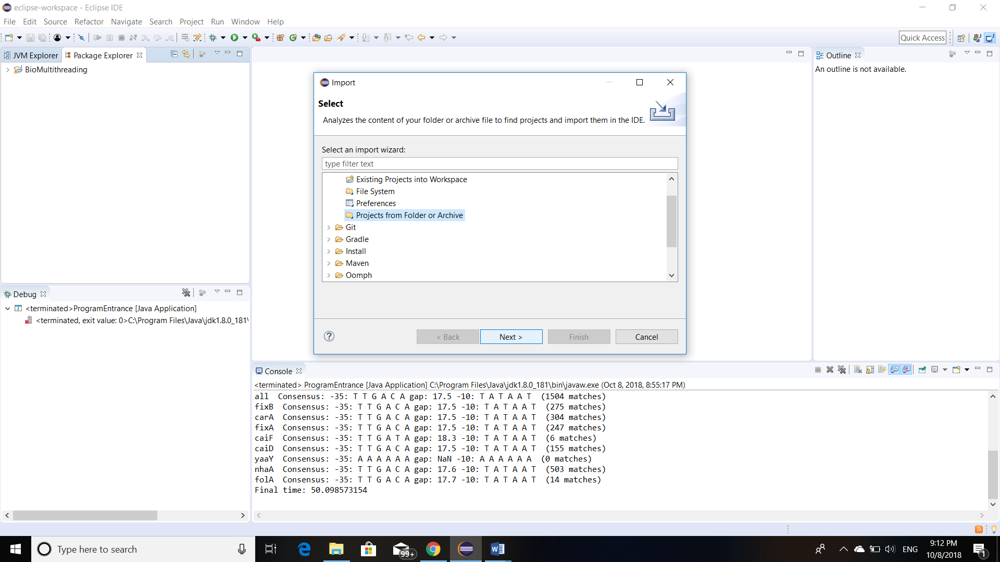 eclipse-workspace - Eclipse IDE
File Edit Source Refactor Navigate Search Project Run Window Help
Quick Access
JVM Explorer Package Explorer
BioMultithreading
Outline
An outline is not available.
Import
Select
Analyzes the content of your folder or archive file to find projects and import them in the IDE.
Select an import wizard:
type filter text
Existing Projects into Workspace
File System
Preferences
Projects from Folder or Archive
Git
Gradle
Install
Maven
Oomph
< Back Next > Finish Cancel
Debug
<terminated>ProgramEntrance [Java Application]
<terminated, exit value: 0>C:\Program Files\Java\jdk1.8.0_181\
Console
<terminated> ProgramEntrance [Java Application] C:\Program Files\Java\jdk1.8.0_181\bin\javaw.exe (Oct 8, 2018, 8:55:17 PM)
all  Consensus: -35: T T G A C A gap: 17.5 -10: T A T A A T  (1504 matches)
fixB  Consensus: -35: T T G A C A gap: 17.5 -10: T A T A A T  (275 matches)
carA  Consensus: -35: T T G A C A gap: 17.5 -10: T A T A A T  (304 matches)
fixA  Consensus: -35: T T G A C A gap: 17.5 -10: T A T A A T  (247 matches)
caiF  Consensus: -35: T T G A T A gap: 18.3 -10: T A T A A T  (6 matches)
caiD  Consensus: -35: T T G A C A gap: 17.5 -10: T A T A A T  (155 matches)
yaaY  Consensus: -35: A A A A A A gap: NaN -10: A A A A A A  (0 matches)
nhaA  Consensus: -35: T T G A C A gap: 17.6 -10: T A T A A T  (503 matches)
folA  Consensus: -35: T T G A C A gap: 17.7 -10: T A T A A T  (14 matches)
Final time: 50.098573154
Type here to search
99+
ENG
9:12 PM
10/8/2018
1